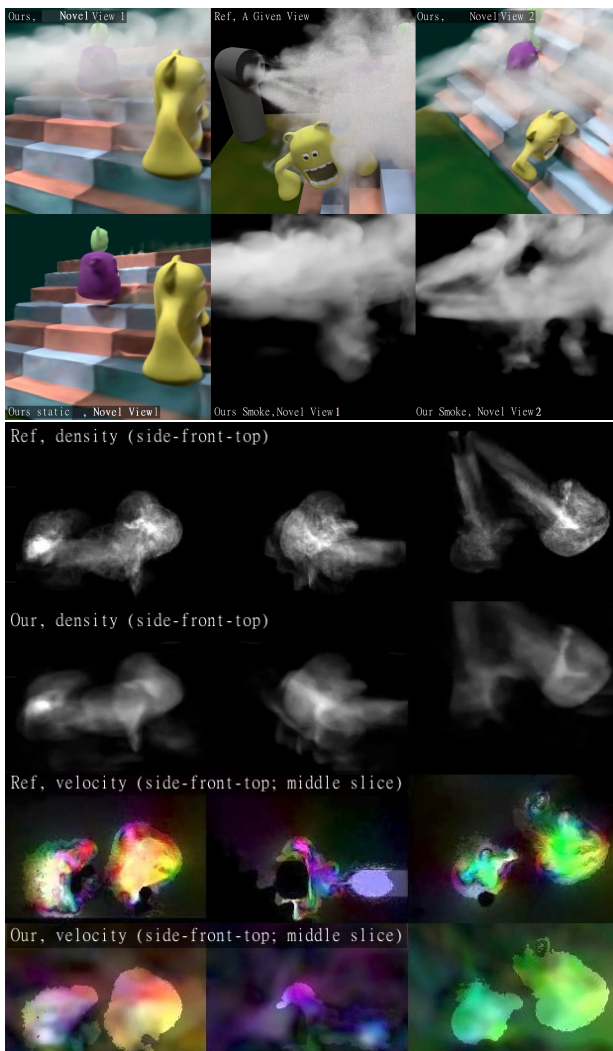 Ours, Novel View 1
Ref, A Given View
Ours, Novel View 2
Ours static , Novel View1
Ours Smoke,Novel View1
Our Smoke, Novel View2
Ref, density (side-front-top)
Our, density (side-front-top)
Ref, velocity (side-front-top; middle slice)
Our, velocity (side-front-top; middle slice)